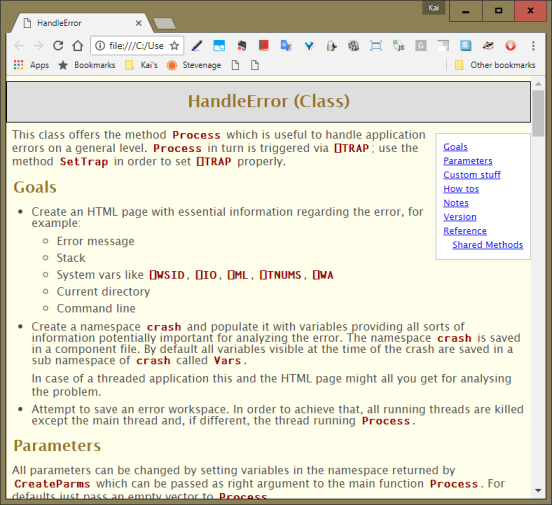 Kai
HandleError
file:///C:/Use
Apps
Bookmarks
Kai's
Stevenage
Other bookmarks
HandleError (Class)
This class offers the method Process which is useful to handle application
errors on a general level. Process in turn is triggered via ⎕TRAP; use the
method SetTrap in order to set ⎕TRAP properly.
Goals
Parameters
Custom stuff
How tos
Notes
Version
Reference
Shared Methods
Goals
• Create an HTML page with essential information regarding the error, for
example:
◦ Error message
◦ Stack
◦ System vars like ⎕WSID, ⎕IO, ⎕ML, ⎕TNUMS, ⎕WA
◦ Current directory
◦ Command line
• Create a namespace crash and populate it with variables providing all sorts of
information potentially important for analyzing the error. The namespace crash is saved
in a component file. By default all variables visible at the time of the crash are saved in a
sub namespace of crash called Vars.
In case of a threaded application this and the HTML page might all you get for analysing
the problem.
• Attempt to save an error workspace. In order to achieve that, all running threads are killed
except the main thread and, if different, the thread running Process.
Parameters
All parameters can be changed by setting variables in the namespace returned by
CreateParms which can be passed as right argument to the main function Process. For
defaults just pass an empty vector to Process.